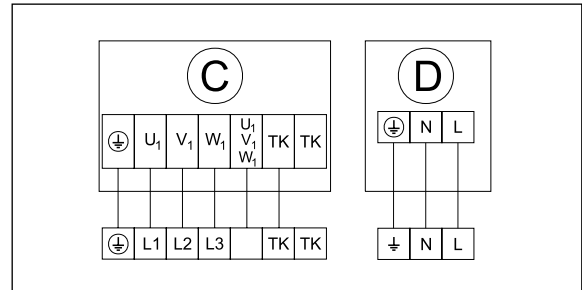 C
D
⏚ U₁ V₁ W₁ U₁ V₁ W₁ TK TK
⏚ N L
⏚ L1 L2 L3 TK TK
⏚ N L